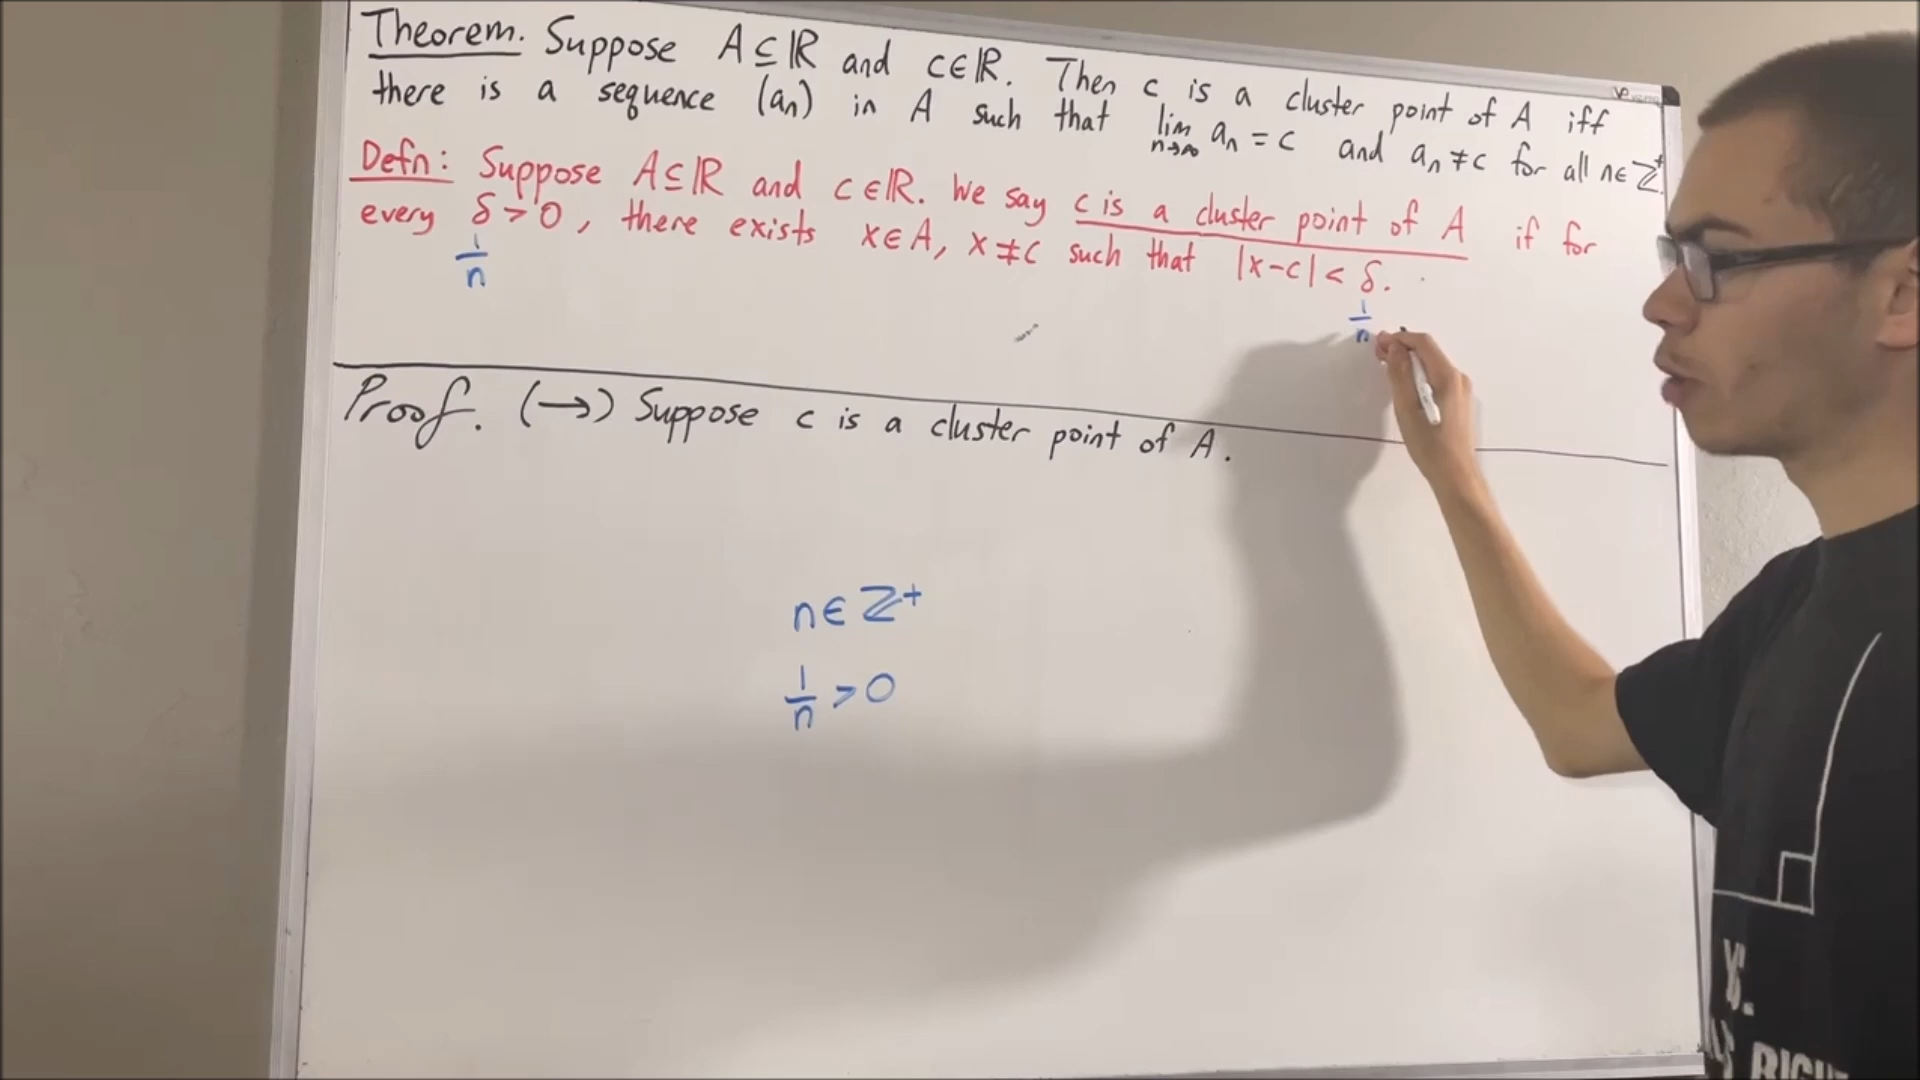 Theorem. Suppose A⊆ℝ and c∈ℝ. Then c is a cluster point of A iff
there is a sequence (aₙ) in A such that lim n→∞ aₙ = c and aₙ ≠ c for all n∈ℤ⁺.
Defn: Suppose A⊆ℝ and c∈ℝ. We say c is a cluster point of A if for
every δ > 0, there exists x∈A, x ≠ c such that |x-c| < δ.
1/n
1/n
Proof. (→) Suppose c is a cluster point of A.
n∈ℤ⁺
1/n > 0